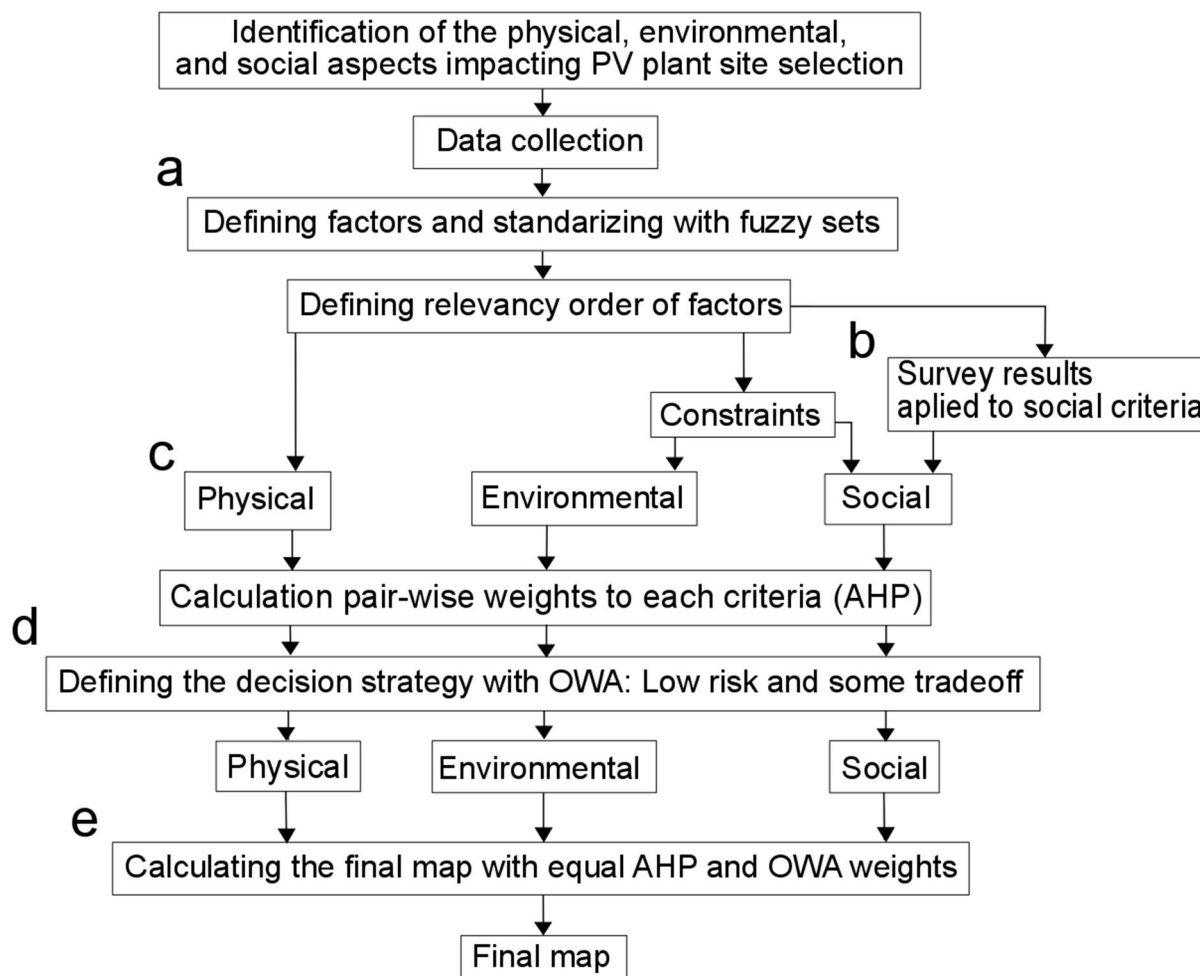 Identification of the physical, environmental,
and social aspects impacting PV plant site selection
Data collection
a
Defining factors and standarizing with fuzzy sets
Defining relevancy order of factors
b
Survey results
aplied to social criteria
Constraints
c
Physical
Environmental
Social
Calculation pair-wise weights to each criteria (AHP)
d
Defining the decision strategy with OWA: Low risk and some tradeoff
Physical
Environmental
Social
e
Calculating the final map with equal AHP and OWA weights
Final map